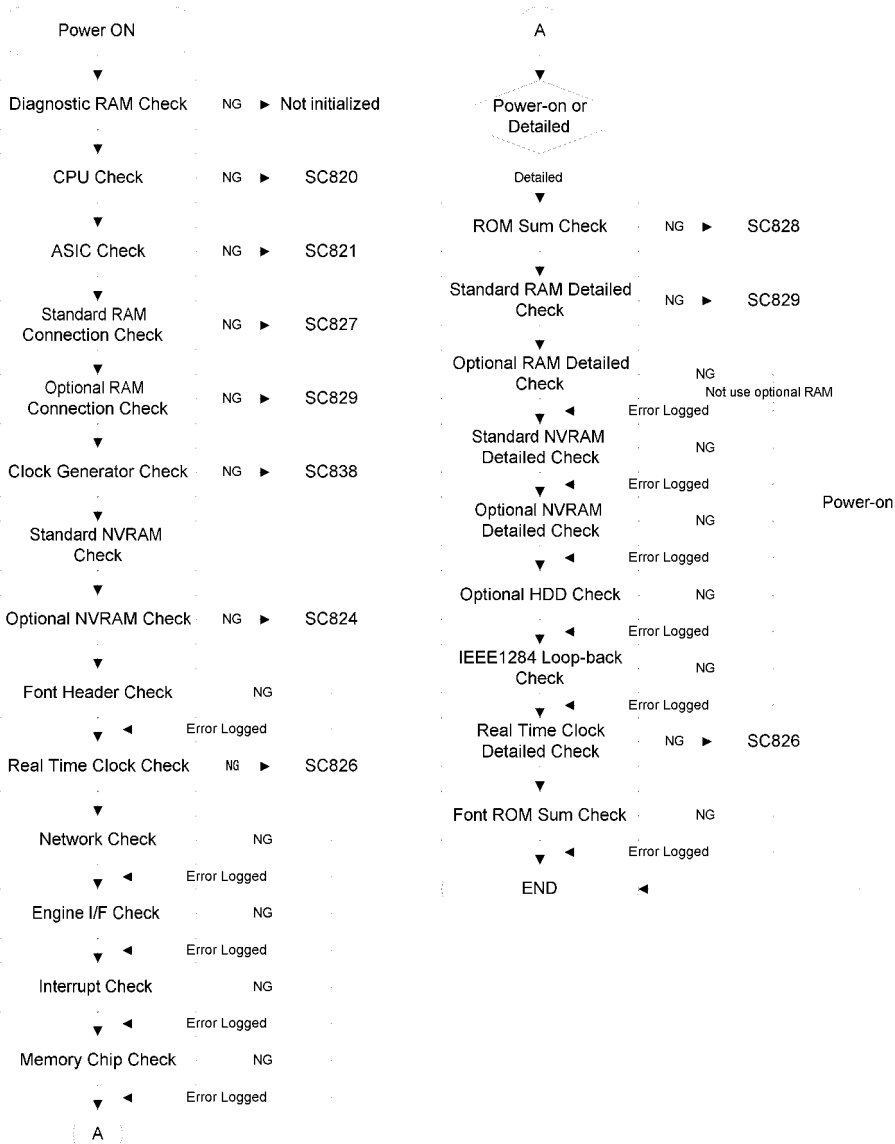 Power ON
Diagnostic RAM Check NG Not initialized
CPU Check NG SC820
ASIC Check NG SC821
Standard RAM
Connection Check NG SC827
Optional RAM
Connection Check NG SC829
Clock Generator Check NG SC838
Standard NVRAM
Check
Optional NVRAM Check NG SC824
Font Header Check NG
Error Logged
Real Time Clock Check NG SC826
Network Check NG
Error Logged
Engine I/F Check NG
Error Logged
Interrupt Check NG
Error Logged
Memory Chip Check NG
Error Logged
A
A
Power-on or
Detailed
Detailed
ROM Sum Check NG SC828
Standard RAM Detailed
Check NG SC829
Optional RAM Detailed
Check NG
Not use optional RAM
Error Logged
Standard NVRAM
Detailed Check NG
Error Logged
Optional NVRAM
Detailed Check NG
Power-on
Error Logged
Optional HDD Check NG
Error Logged
IEEE1284 Loop-back
Check NG
Error Logged
Real Time Clock
Detailed Check NG SC826
Font ROM Sum Check NG
Error Logged
END